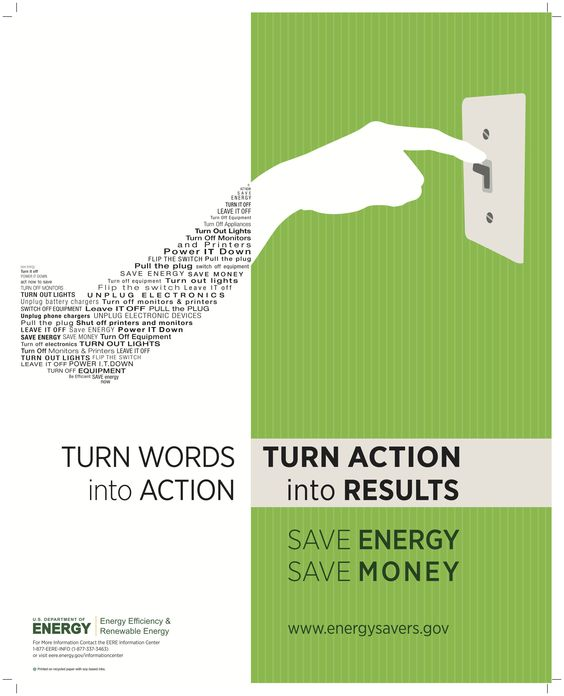 ACTION
SAVE
ENERGY
TURN IT OFF
LEAVE IT OFF
Turn Off Equipment
Turn Off Appliances
Turn Out Lights
Turn Off Monitors
and Printers
Power IT Down
FLIP THE SWITCH Pull the plug
Pull the plug switch off equipment
SAVE ENERGY SAVE MONEY
Turn off equipment Turn out lights
Flip the switch Leave IT off
Turn it off
POWER IT DOWN
act now to save
TURN OFF MONITORS
TURN OUT LIGHTS UNPLUG ELECTRONICS
Unplug battery chargers Turn off monitors & printers
SWITCH OFF EQUIPMENT Leave IT OFF PULL the PLUG
Unplug phone chargers UNPLUG ELECTRONIC DEVICES
Pull the plug Shut off printers and monitors
LEAVE IT OFF Save ENERGY Power IT Down
SAVE ENERGY SAVE MONEY Turn Off Equipment
Turn off electronics TURN OUT LIGHTS
Turn Off Monitors & Printers LEAVE IT OFF
TURN OUT LIGHTS FLIP THE SWITCH
LEAVE IT OFF POWER I.T. DOWN
TURN OFF EQUIPMENT
Be Efficient SAVE energy
now
TURN WORDS
into ACTION
TURN ACTION
into RESULTS
SAVE ENERGY
SAVE MONEY
www.energysavers.gov
U.S. DEPARTMENT OF
ENERGY
Energy Efficiency &
Renewable Energy
For More Information Contact the EERE Information Center
1-877-EERE-INFO (1-877-337-3463)
or visit eere.energy.gov/informationcenter
Printed on recycled paper with soy-based inks.